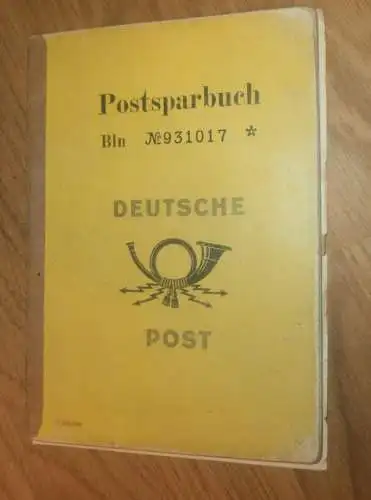 Postsparbuch
Bln №931017 *
DEUTSCHE
POST